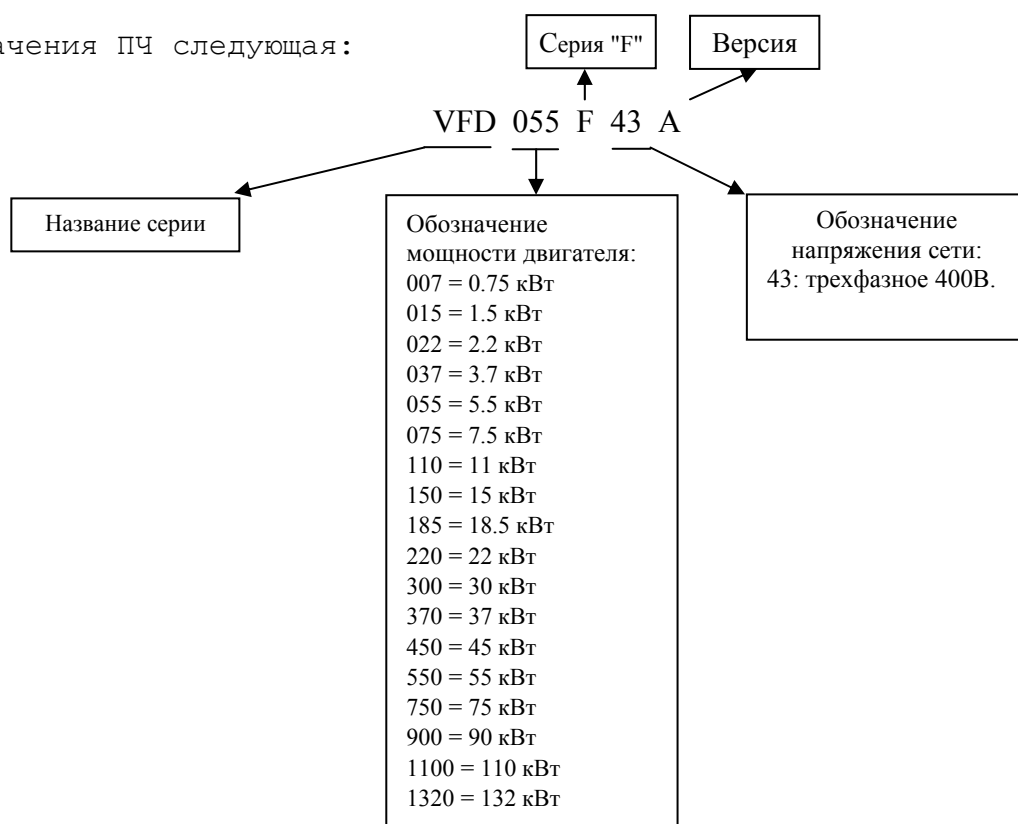 ПЧ следующая:
Серия "F"
Версия
VFD 055 F 43 A
Название серии
Обозначение
мощности двигателя:
007 = 0.75 кВт
015 = 1.5 кВт
022 = 2.2 кВт
037 = 3.7 кВт
055 = 5.5 кВт
075 = 7.5 кВт
110 = 11 кВт
150 = 15 кВт
185 = 18.5 кВт
220 = 22 кВт
300 = 30 кВт
370 = 37 кВт
450 = 45 кВт
550 = 55 кВт
750 = 75 кВт
900 = 90 кВт
1100 = 110 кВт
1320 = 132 кВт
Обозначение
напряжения сети:
43: трехфазное 400В.